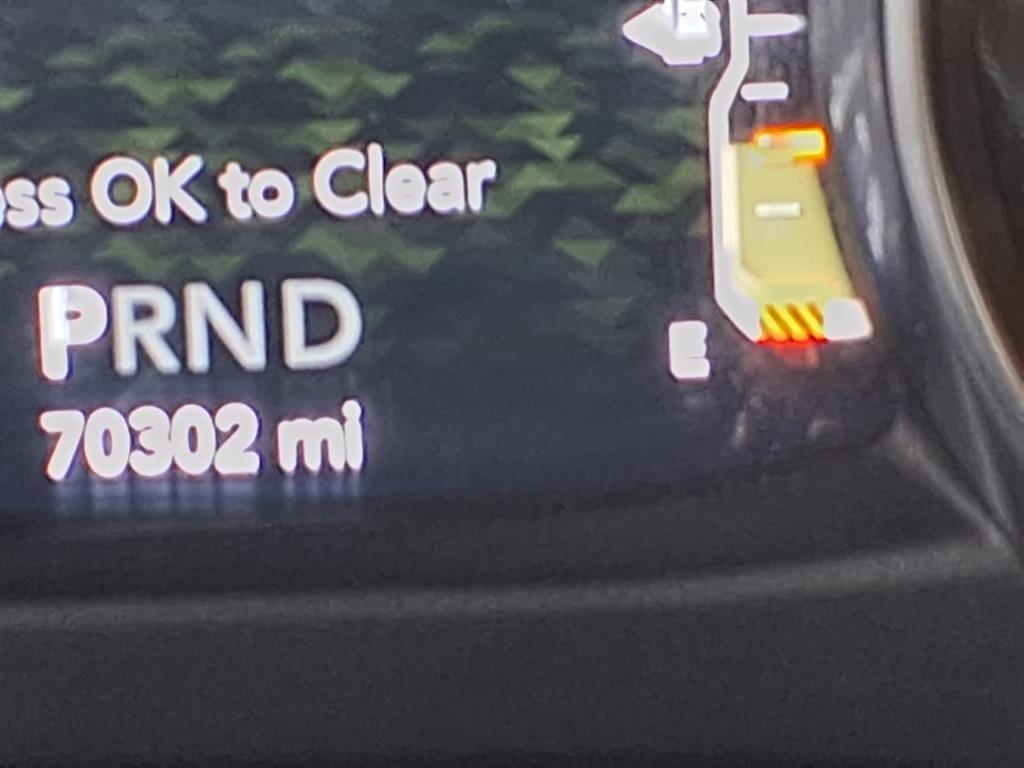 ss OK to Clear
PRND
70302 mi
E